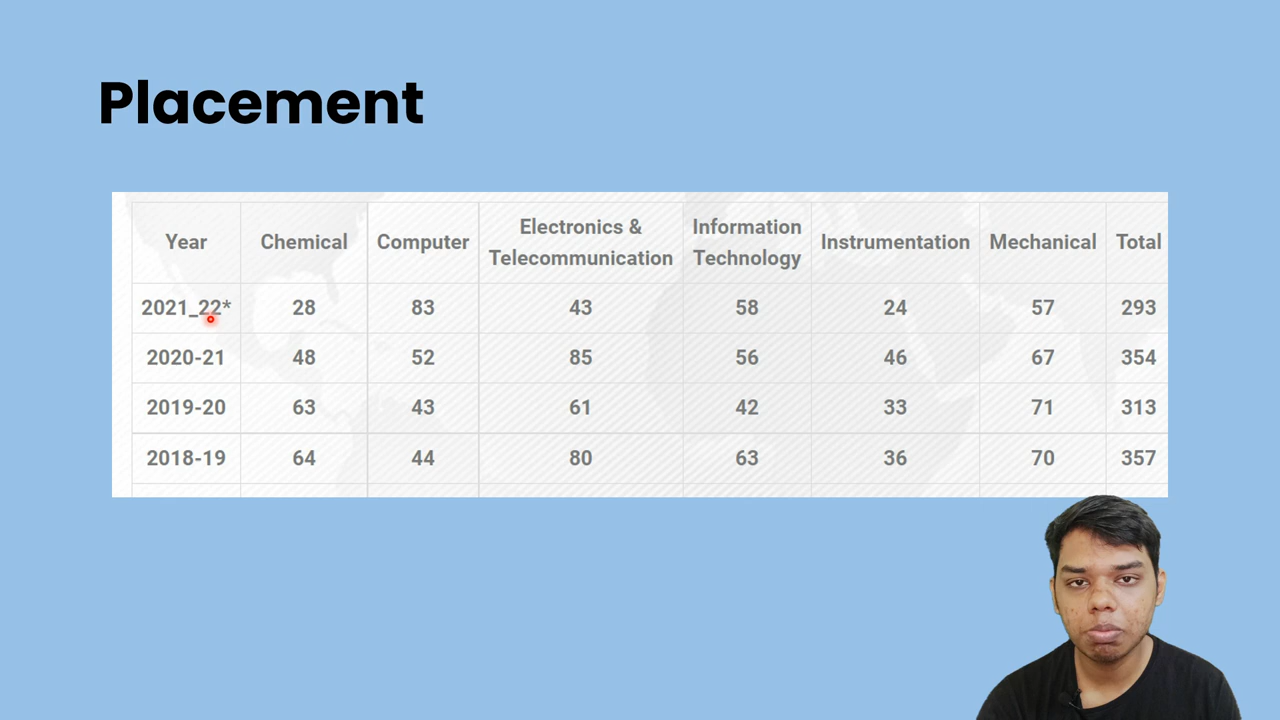 Placement
Year Chemical Computer Electronics & Telecommunication Information Technology Instrumentation Mechanical Total
2021_22* 28 83 43 58 24 57 293
2020-21 48 52 85 56 46 67 354
2019-20 63 43 61 42 33 71 313
2018-19 64 44 80 63 36 70 357